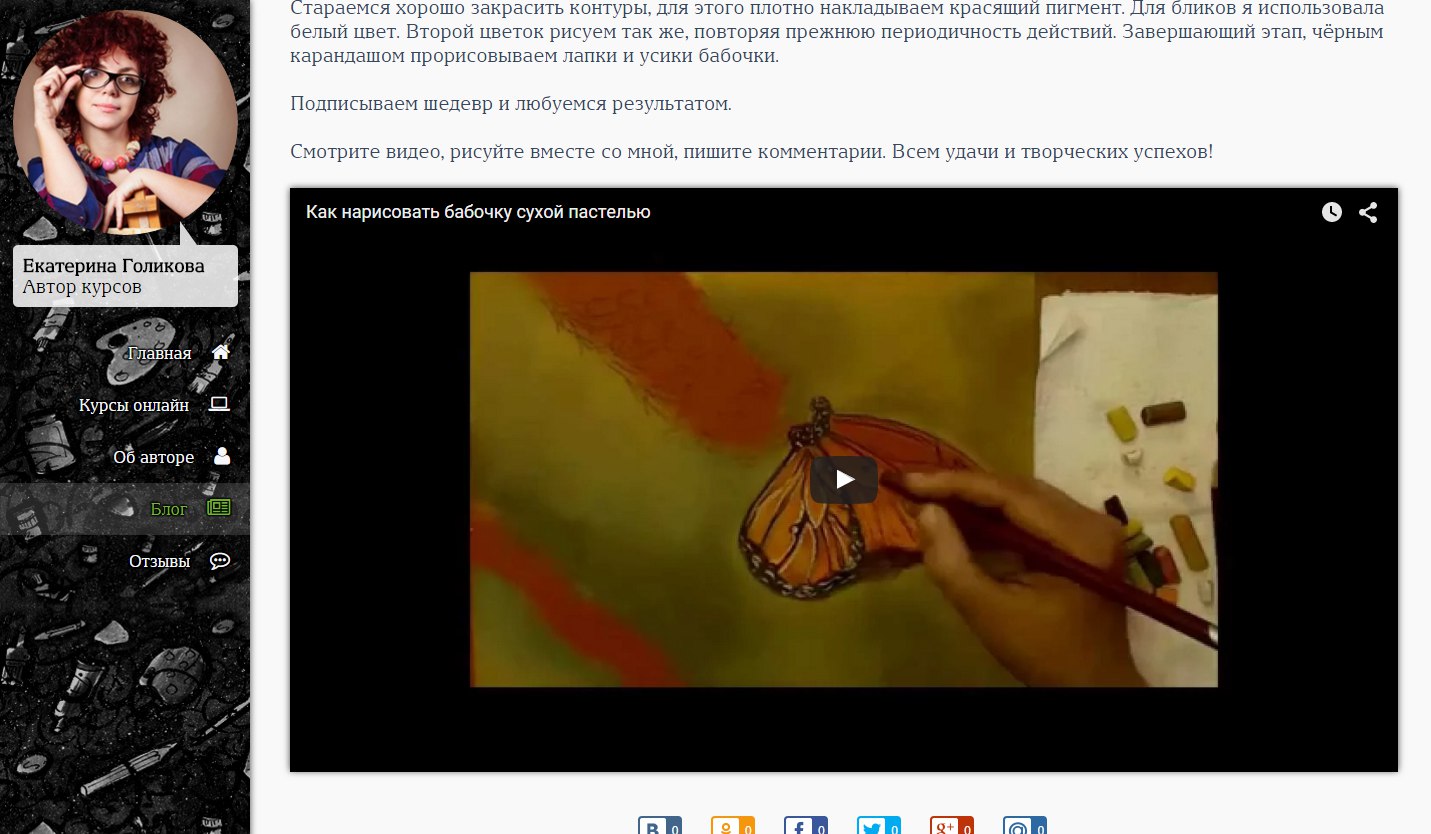 Стараемся хорошо закрасить контуры, для этого плотно накладываем красящий пигмент. Для бликов я использовала
белый цвет. Второй цветок рисуем так же, повторяя прежнюю периодичность действий. Завершающий этап, чёрным
карандашом прорисовываем лапки и усики бабочки.
Подписываем шедевр и любуемся результатом.
Смотрите видео, рисуйте вместе со мной, пишите комментарии. Всем удачи и творческих успехов!
Как нарисовать бабочку сухой пастелью
Екатерина Голикова
Автор курсов
Главная
Курсы онлайн
Об авторе
Блог
Отзывы
0 0 0 0 0 0